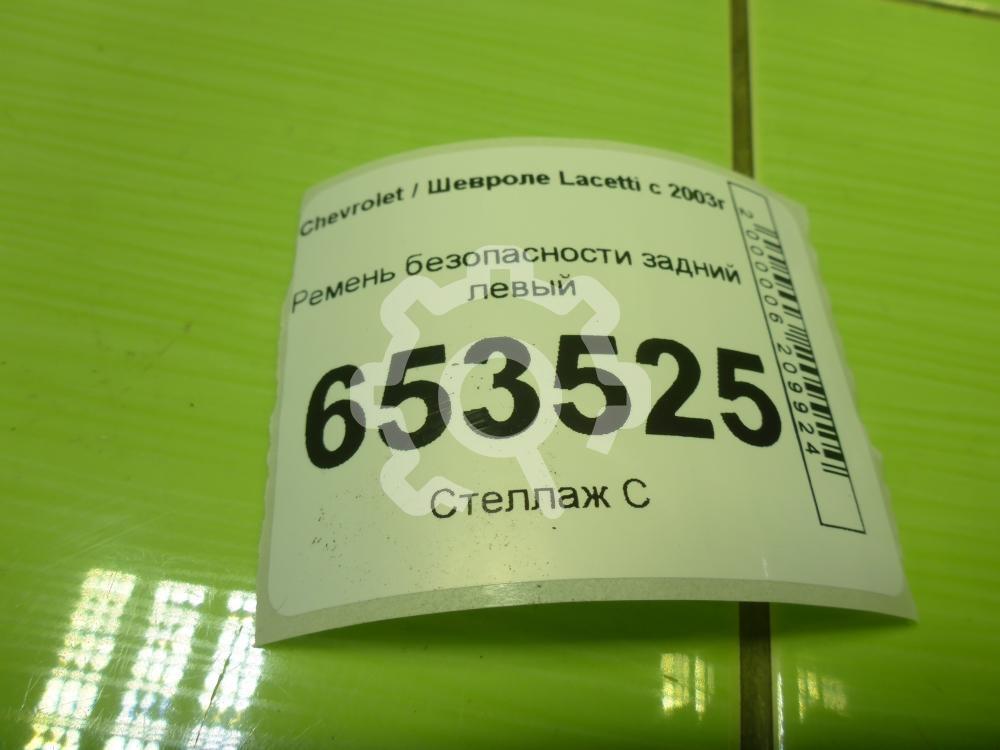 Chevrolet / Шевроле Lacetti с 2003г
Ремень безопасности задний
левый
653525
Стеллаж С
2000006209924